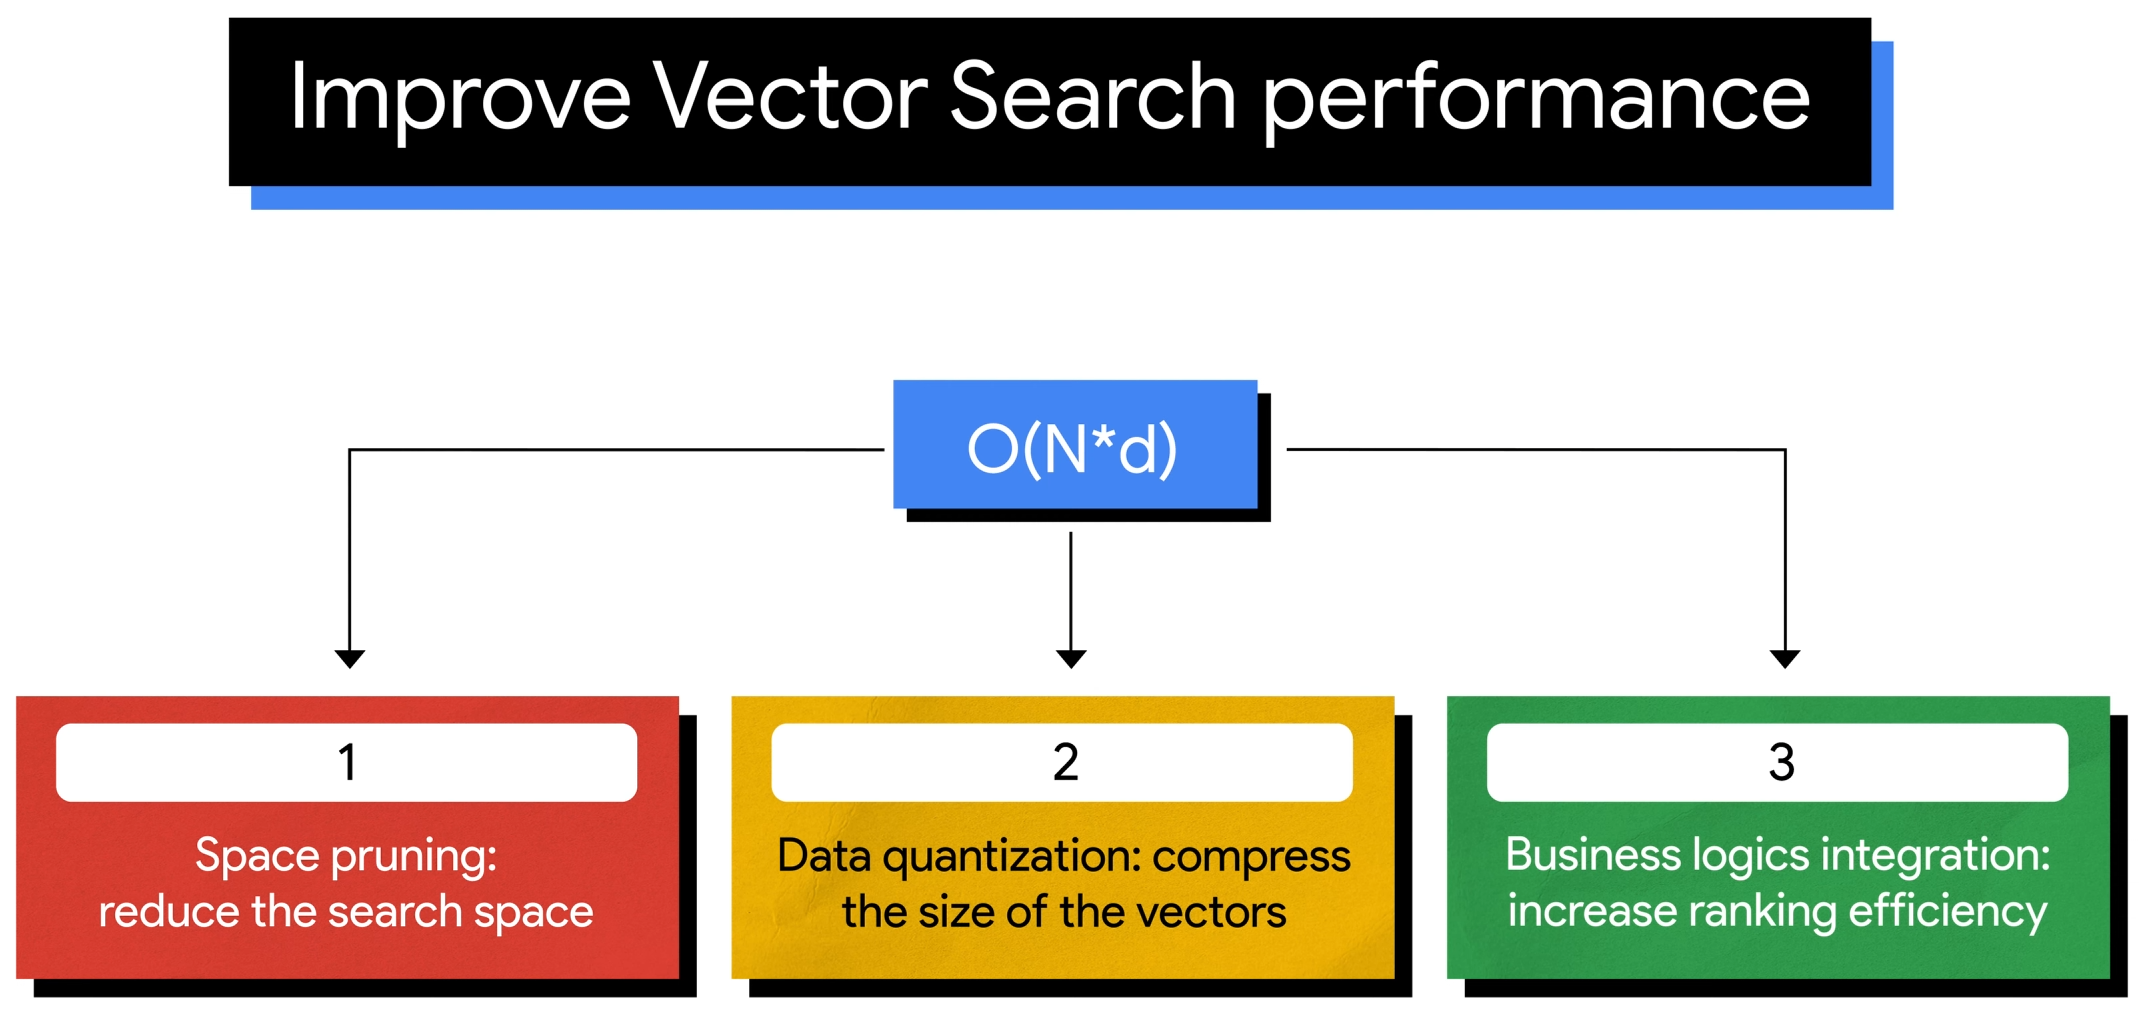 Improve Vector Search performance
O(N*d)
1
Space pruning:
reduce the search space
2
Data quantization: compress
the size of the vectors
3
Business logics integration:
increase ranking efficiency